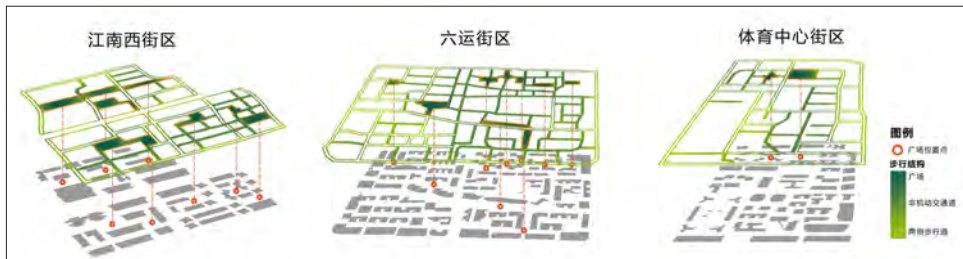 江南西街区
六运街区
体育中心街区
图例
广场位置点
步行结构
广场
非机动交通道
两侧步行道